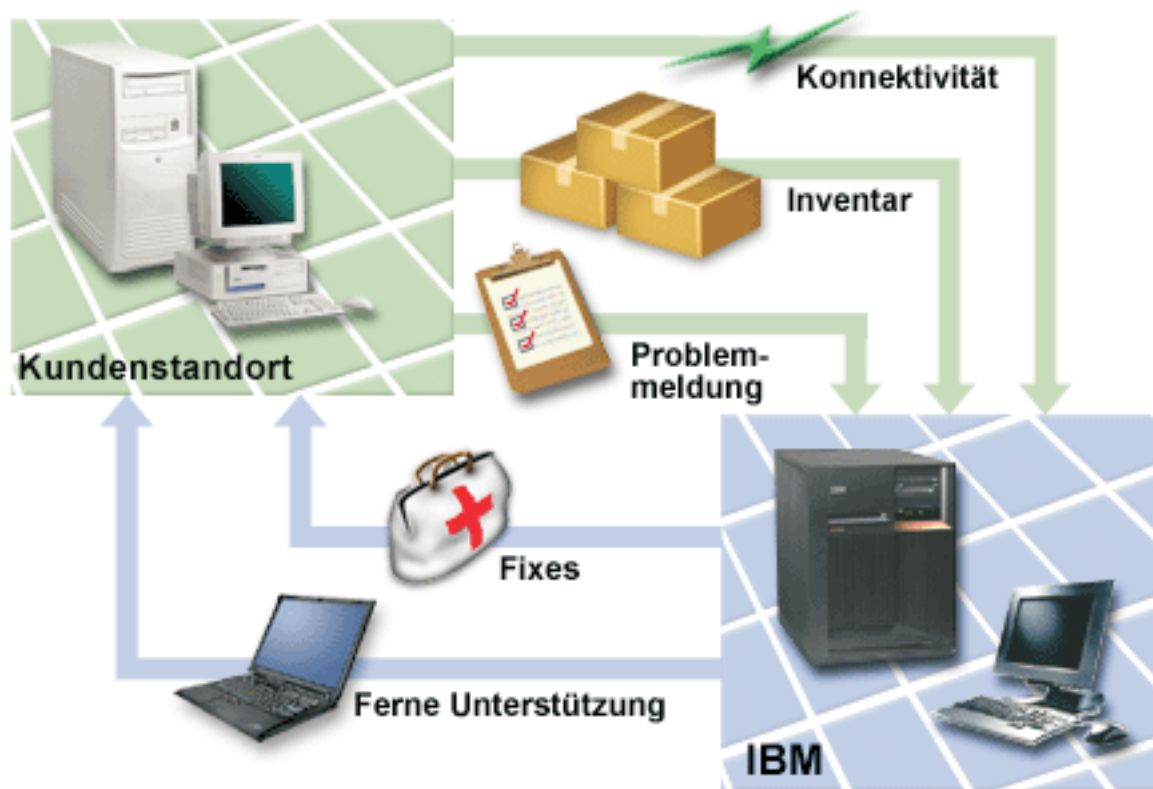 Konnektivität
Inventar
Problem-
meldung
Kundenstandort
Fixes
Ferne Unterstützung
IBM